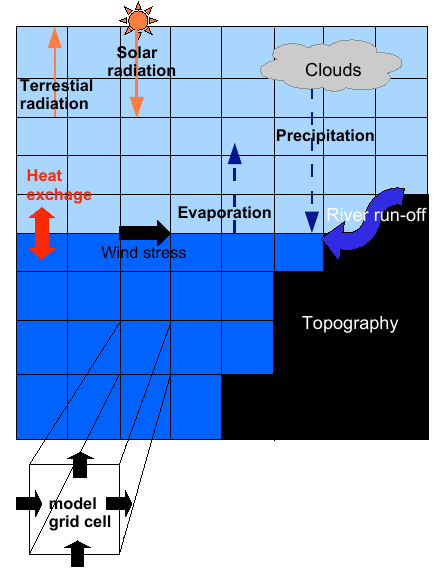 Solar
radiation
Terrestial
radiation
Clouds
Precipitation
Heat
exchage
Evaporation
River run-off
Wind stress
Topography
model
grid cell